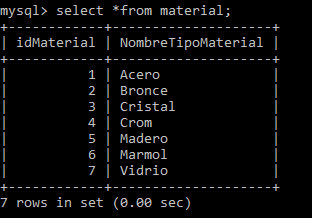 mysql> select *from material;
+------------+--------------------+
| idMaterial | NombreTipoMaterial |
+------------+--------------------+
|          1 | Acero              |
|          2 | Bronce             |
|          3 | Cristal            |
|          4 | Crom               |
|          5 | Madero             |
|          6 | Marmol             |
|          7 | Vidrio             |
+------------+--------------------+
7 rows in set (0.00 sec)